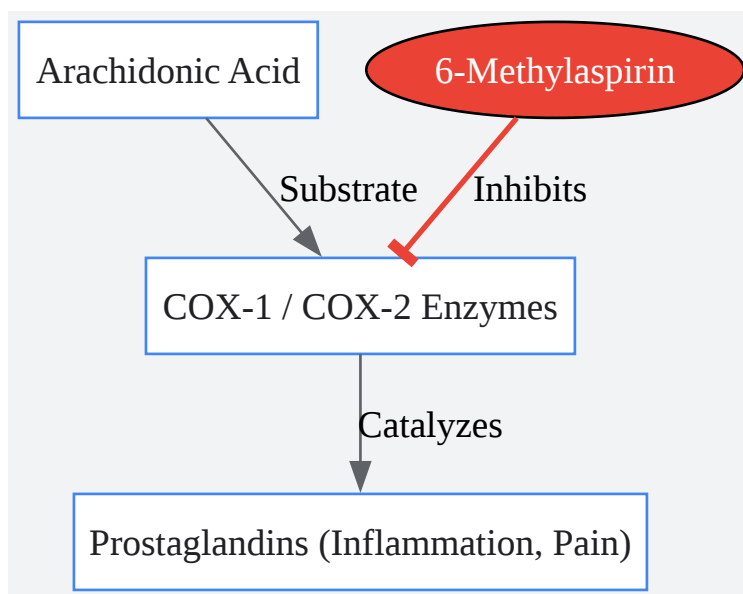 Arachidonic Acid
6-Methylaspirin
Substrate
Inhibits
COX-1 / COX-2 Enzymes
Catalyzes
Prostaglandins (Inflammation, Pain)